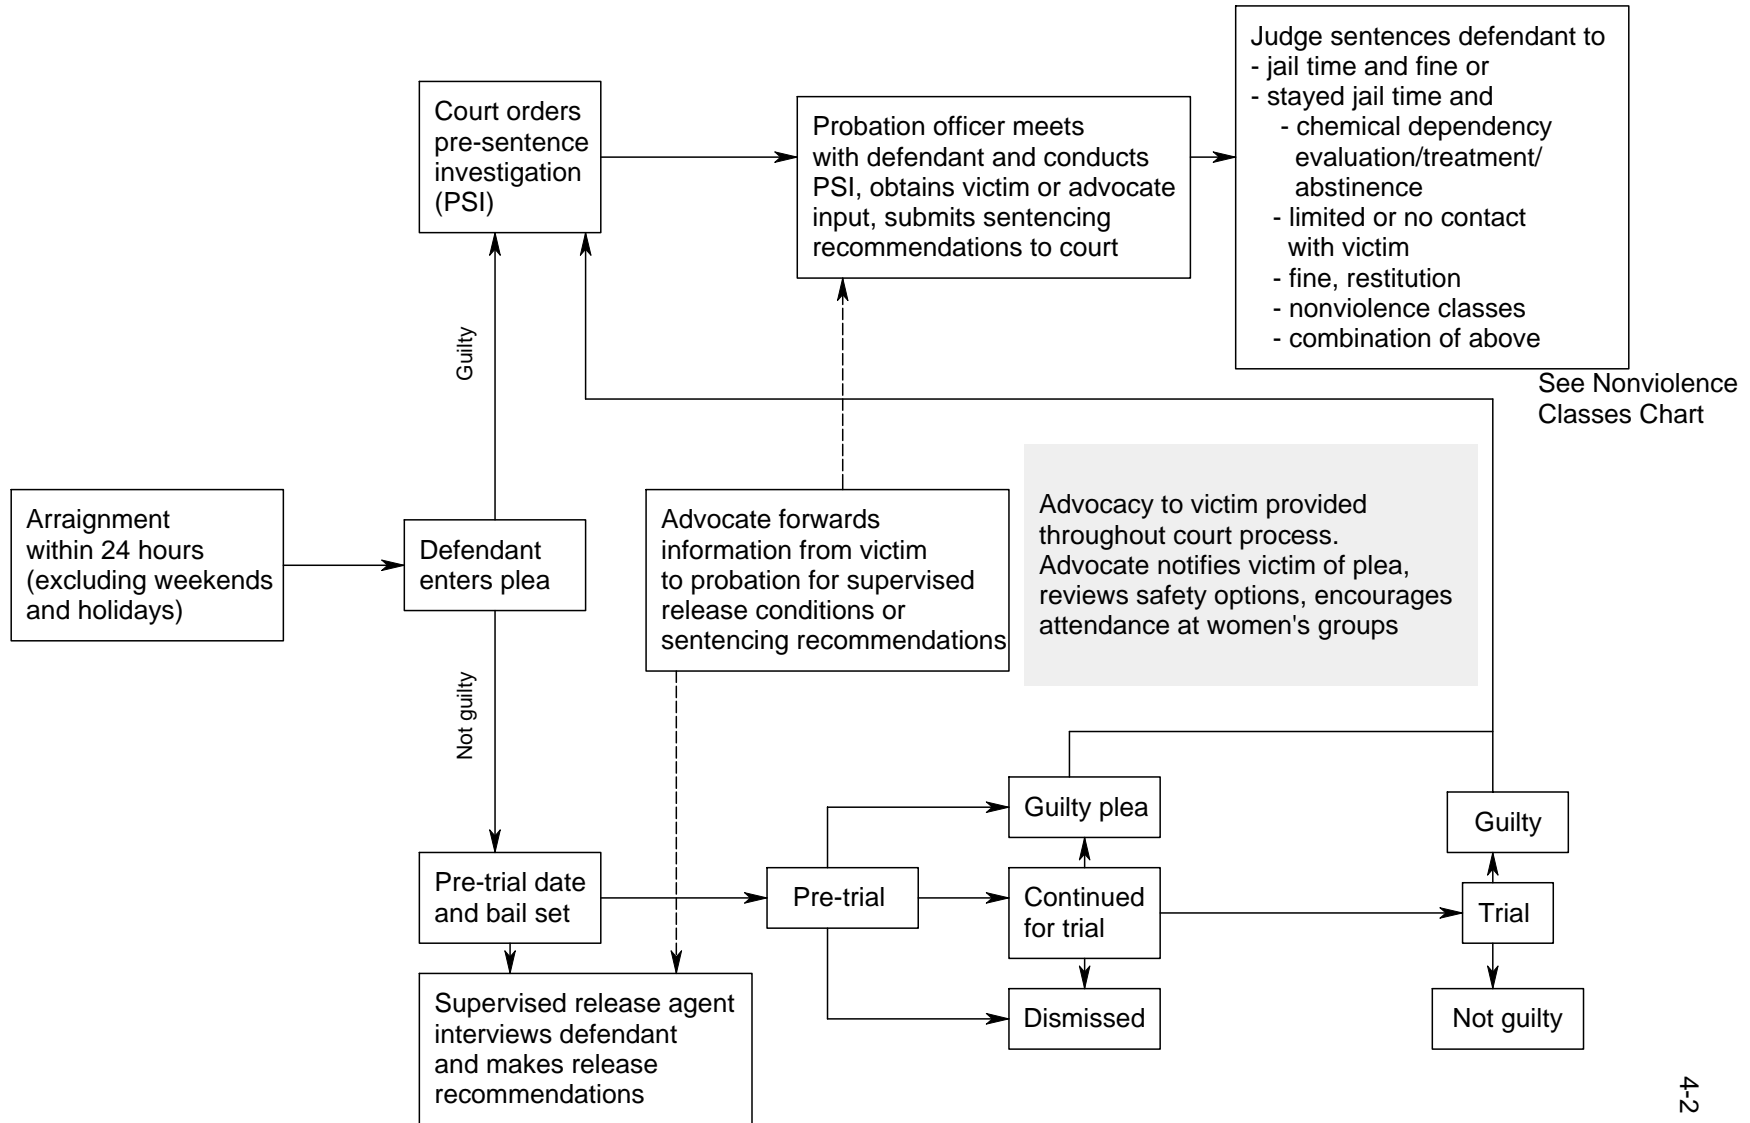 Judge sentences defendant to
- jail time and fine or
- stayed jail time and
- chemical dependency
evaluation/treatment/
abstinence
- limited or no contact
with victim
- fine, restitution
- nonviolence classes
- combination of above
See Nonviolence
Classes Chart
Court orders
pre-sentence
investigation
(PSI)
Probation officer meets
with defendant and conducts
PSI, obtains victim or advocate
input, submits sentencing
recommendations to court
Guilty
Arraignment
within 24 hours
(excluding weekends
and holidays)
Defendant
enters plea
Advocate forwards
information from victim
to probation for supervised
release conditions or
sentencing recommendations
Advocacy to victim provided
throughout court process.
Advocate notifies victim of plea,
reviews safety options, encourages
attendance at women's groups
Not guilty
Pre-trial date
and bail set
Pre-trial
Guilty plea
Continued
for trial
Dismissed
Guilty
Trial
Not guilty
Supervised release agent
interviews defendant
and makes release
recommendations
4-2